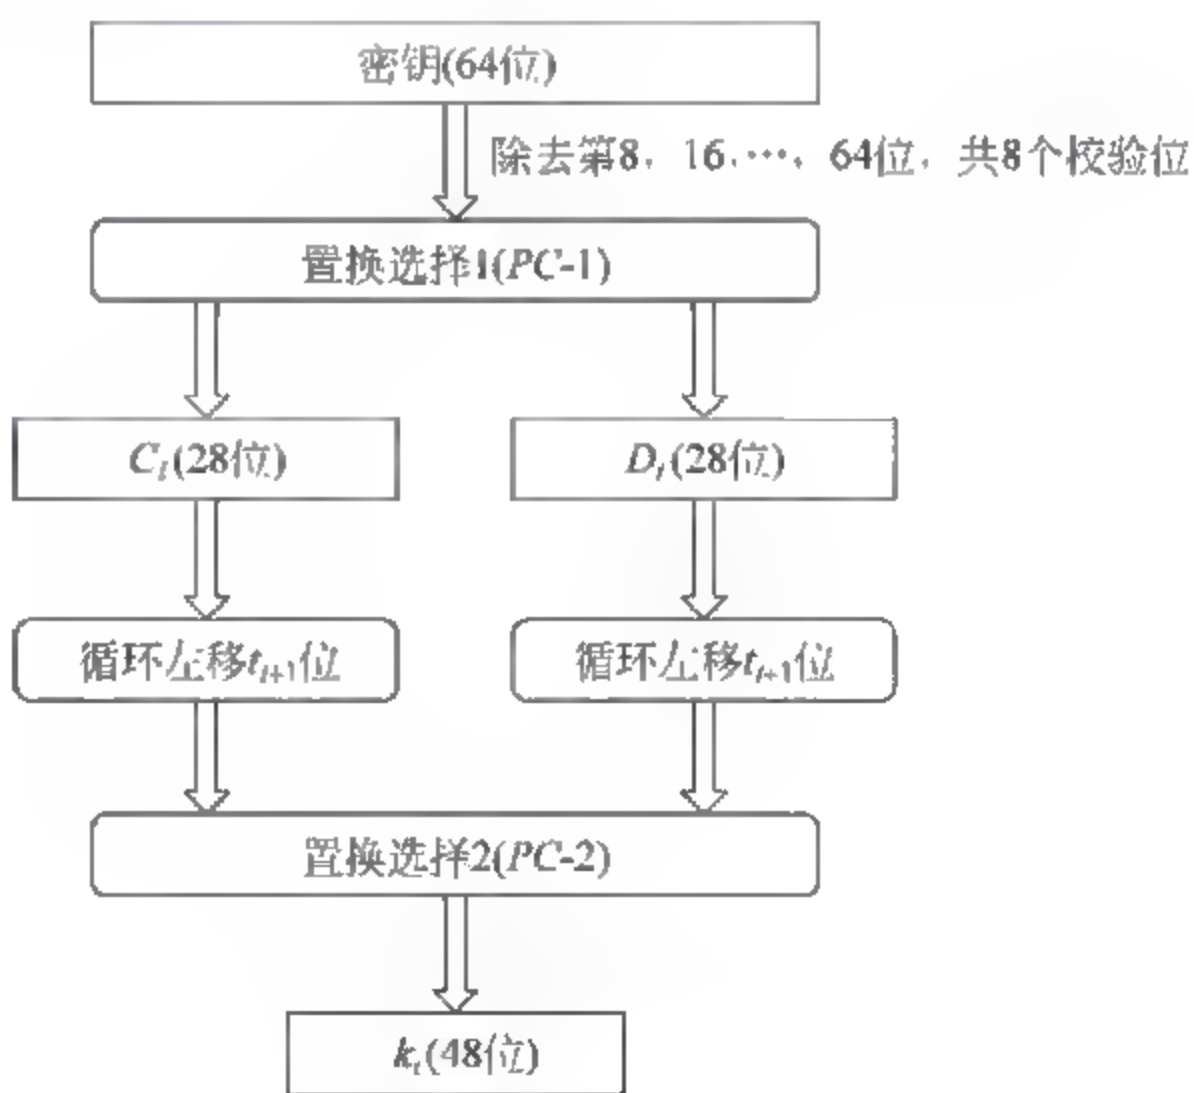 密钥(64位)
除去第8，16，…，64位，共8个校验位
置换选择1(PC-1)
C_i(28位)
D_i(28位)
循环左移t_{i+1}位
循环左移t_{i+1}位
置换选择2(PC-2)
k_i(48位)